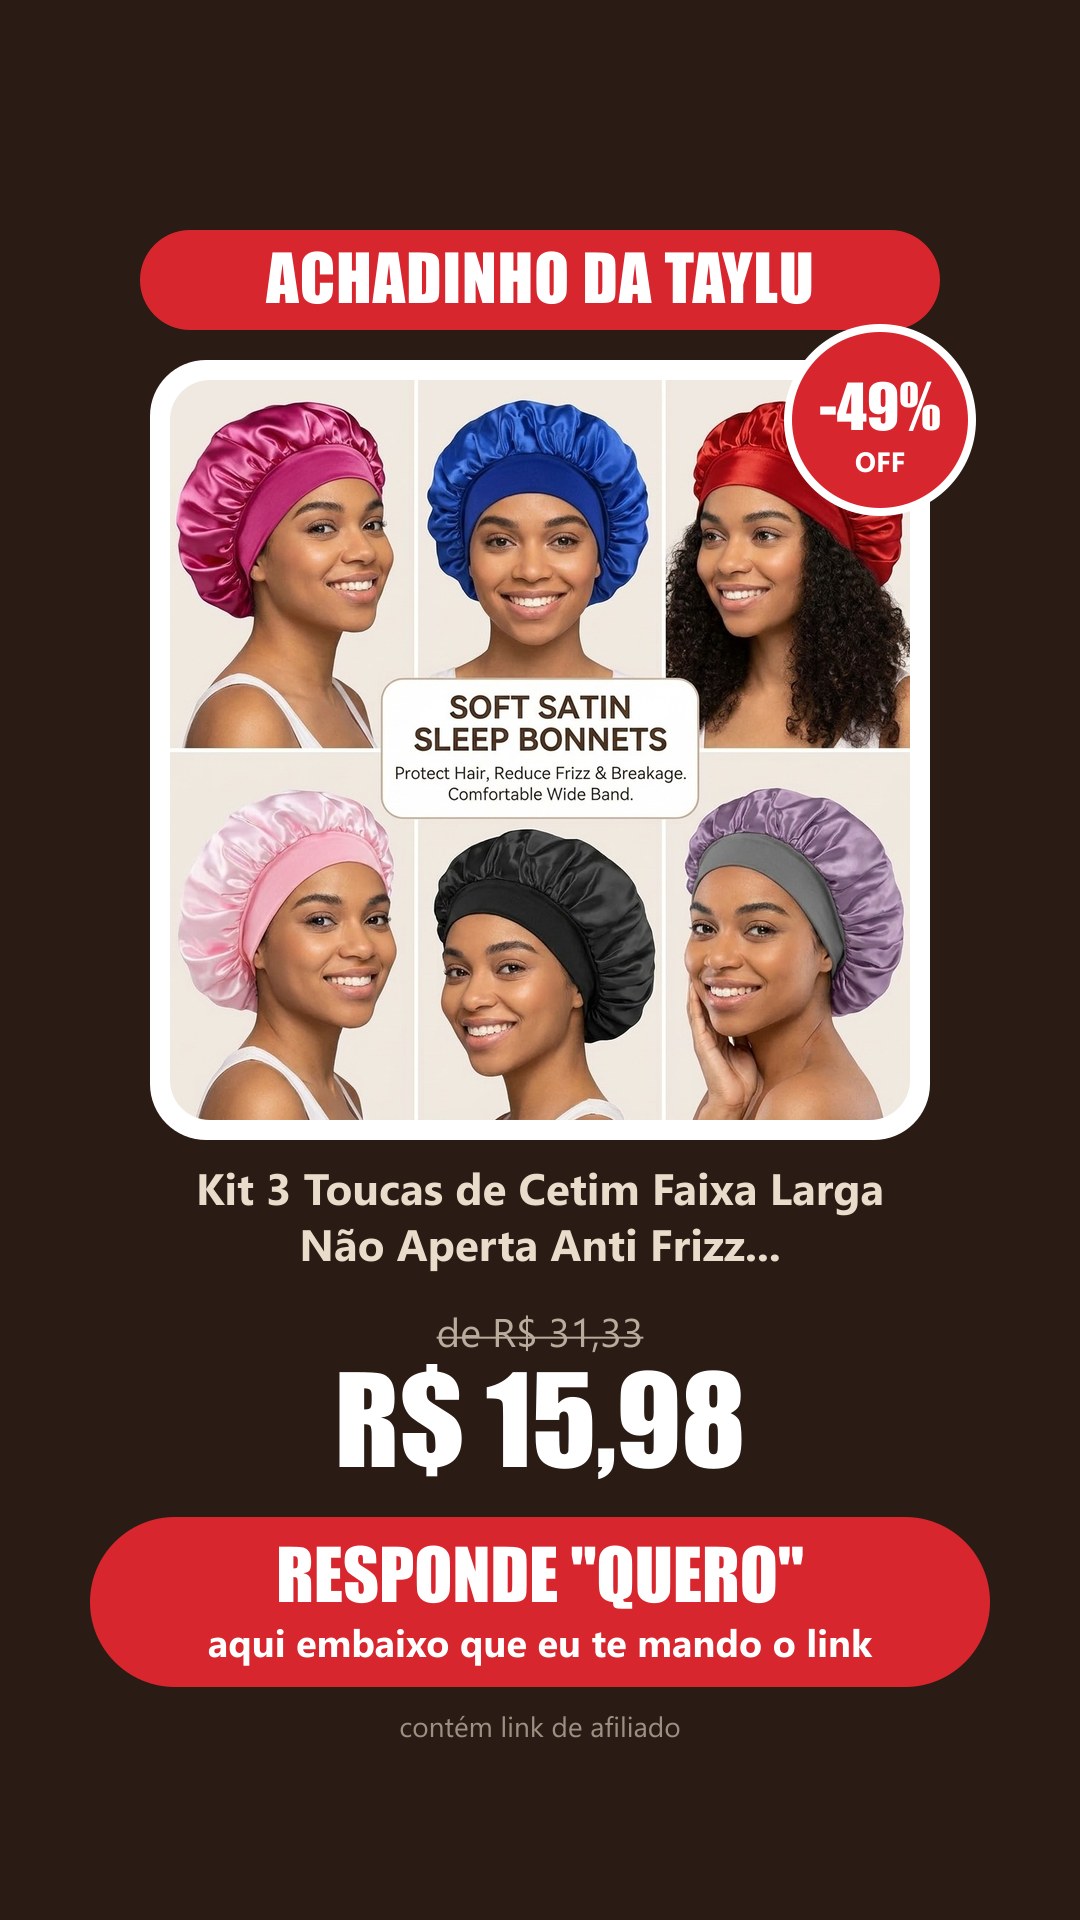 ACHADINHO DA TAYLU
-49%
OFF
SOFT SATIN
SLEEP BONNETS
Protect Hair, Reduce Frizz & Breakage.
Comfortable Wide Band.
Kit 3 Toucas de Cetim Faixa Larga
Não Aperta Anti Frizz...
de R$ 31,33
R$ 15,98
RESPONDE "QUERO"
aqui embaixo que eu te mando o link
contém link de afiliado